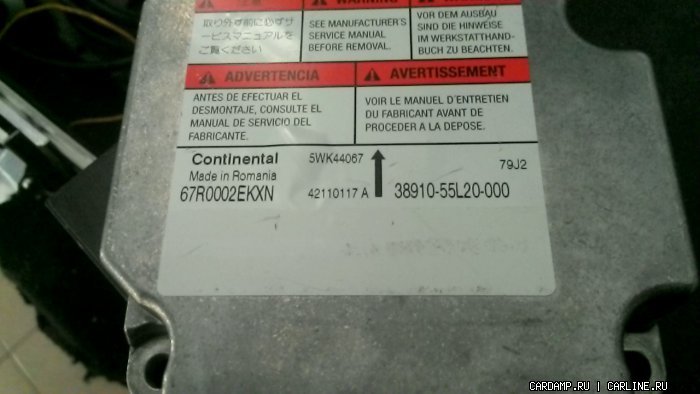 取り外す前に必ずサ
ービスマニュアルを
ご覧ください
WARNING
SEE MANUFACTURER'S
SERVICE MANUAL
BEFORE REMOVAL.
VOR DEM AUSBAU
SIND DIE HINWEISE
IM WERKSTATTHAND-
BUCH ZU BEACHTEN.
ADVERTENCIA
ANTES DE EFECTUAR EL
DESMONTAJE, CONSULTE EL
MANUAL DE SERVICIO DEL
FABRICANTE.
AVERTISSEMENT
VOIR LE MANUEL D'ENTRETIEN
DU FABRICANT AVANT DE
PROCEDER A LA DEPOSE.
Continental 5WK44067 79J2
Made in Romania
67R0002EKXN 42110117 A 38910-55L20-000
CARDAMP.RU | CARLINE.RU